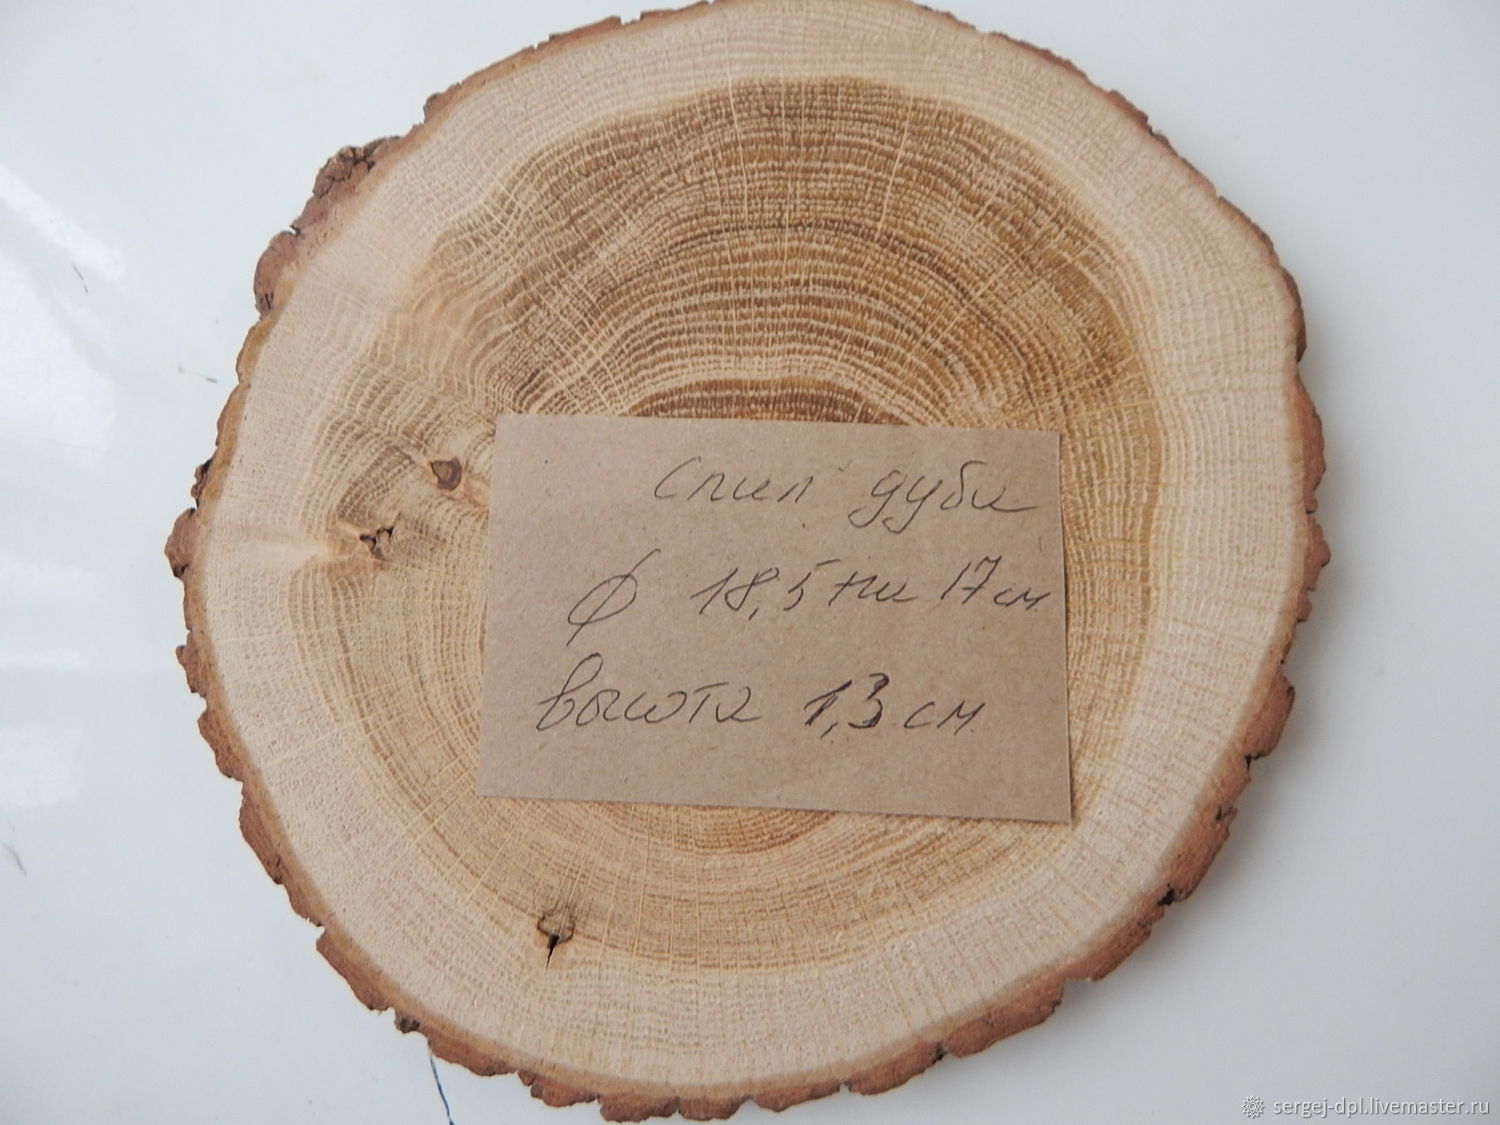 спил дуба
φ 18,5 на 17 см
высота 1,3 см
sergej-dpl.livemaster.ru